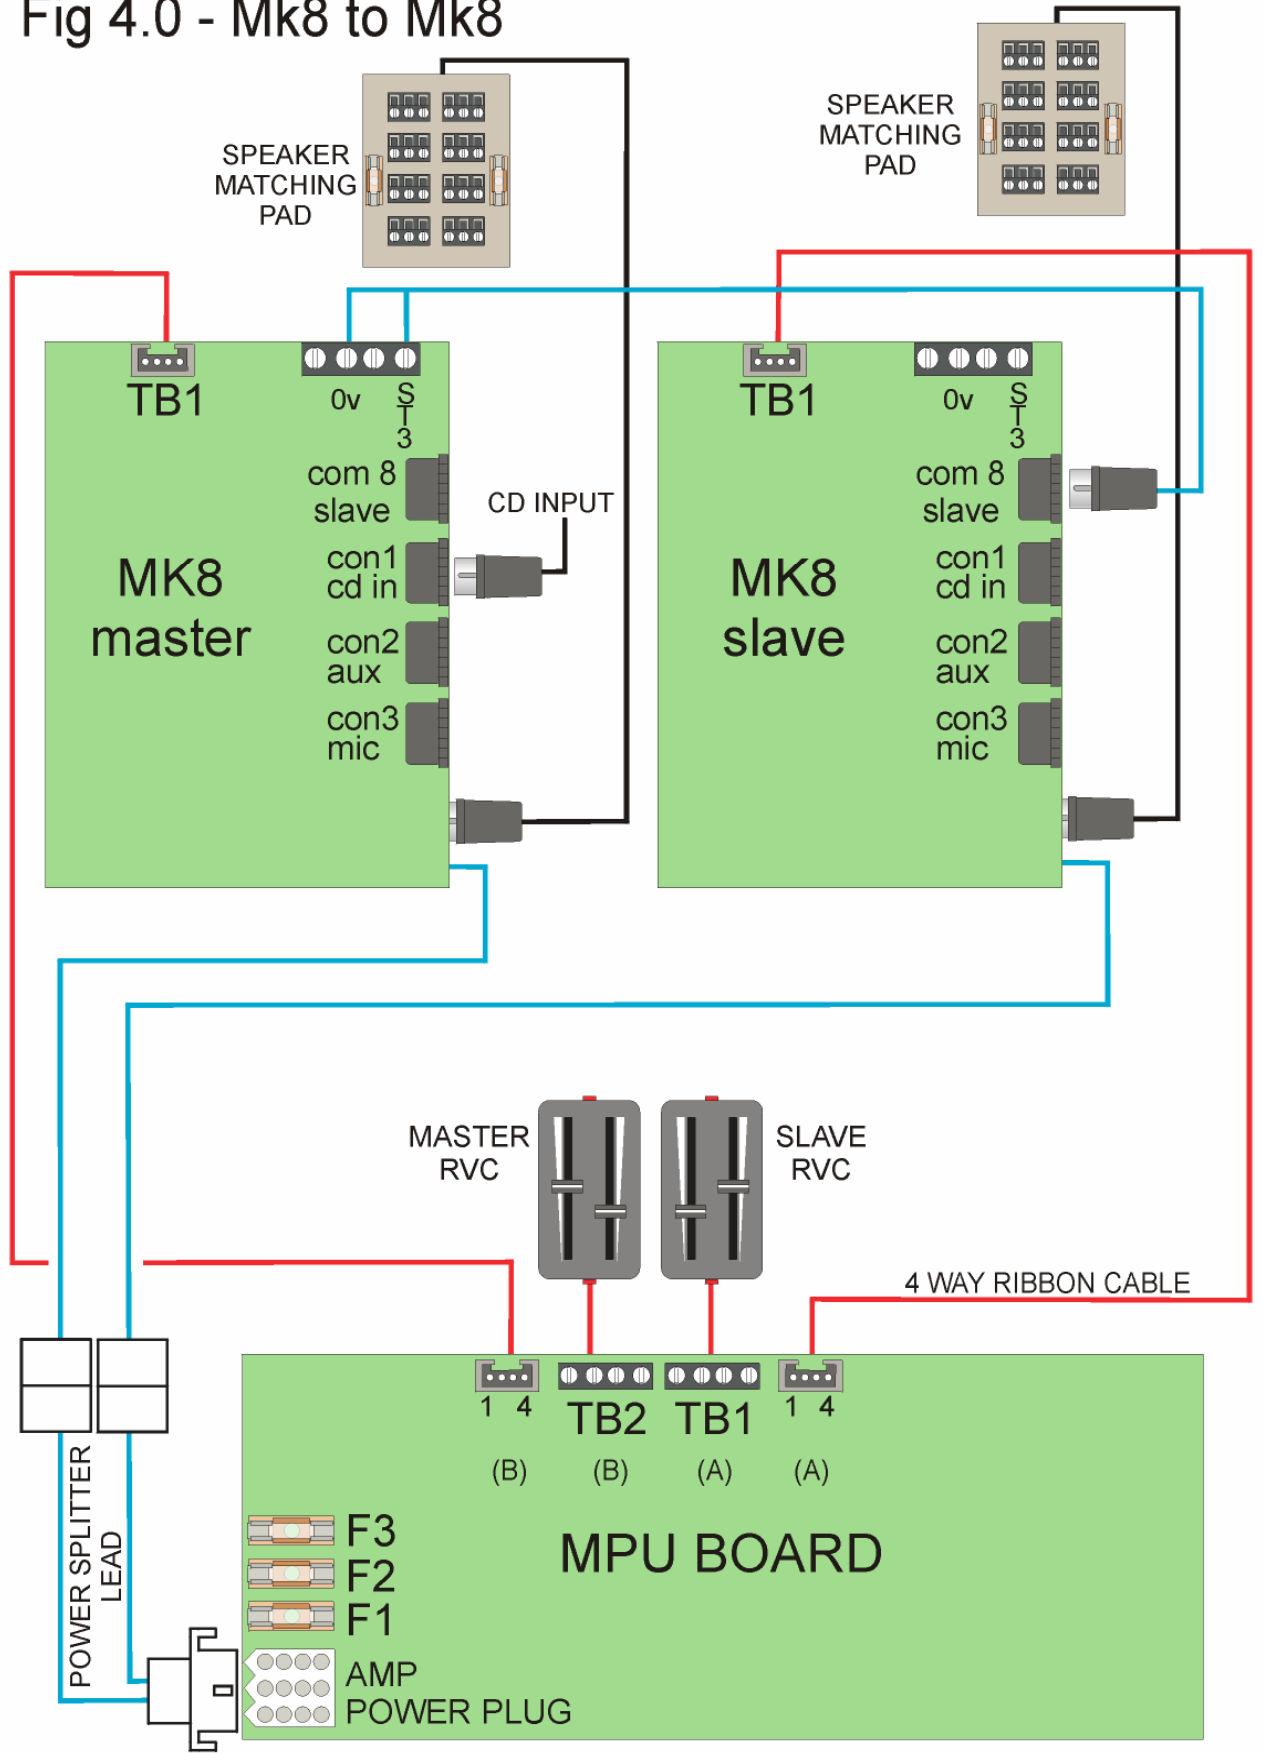 Fig 4.0 - Mk8 to Mk8
SPEAKER
MATCHING
PAD
SPEAKER
MATCHING
PAD
TB1
0v
S
T
3
com 8
slave
con1
cd in
con2
aux
con3
mic
MK8
master
CD INPUT
TB1
0v
S
T
3
com 8
slave
con1
cd in
con2
aux
con3
mic
MK8
slave
MASTER
RVC
SLAVE
RVC
4 WAY RIBBON CABLE
1 4
TB2
TB1
1 4
(B)
(B)
(A)
(A)
POWER SPLITTER
LEAD
F3
F2
F1
MPU BOARD
AMP
POWER PLUG